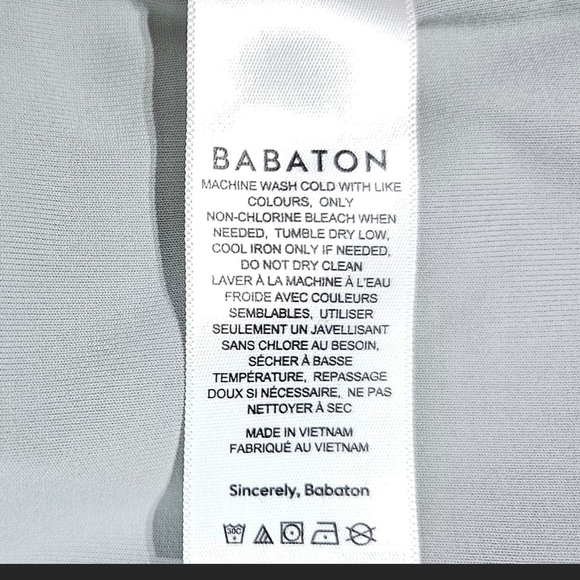 BABATON
MACHINE WASH COLD WITH LIKE
COLOURS, ONLY
NON-CHLORINE BLEACH WHEN
NEEDED, TUMBLE DRY LOW,
COOL IRON ONLY IF NEEDED,
DO NOT DRY CLEAN
LAVER À LA MACHINE À L'EAU
FROIDE AVEC COULEURS
SEMBLABLES, UTILISER
SEULEMENT UN JAVELLISANT
SANS CHLORE AU BESOIN,
SÉCHER À BASSE
TEMPÉRATURE, REPASSAGE
DOUX SI NÉCESSAIRE, NE PAS
NETTOYER À SEC
MADE IN VIETNAM
FABRIQUÉ AU VIETNAM
Sincerely, Babaton